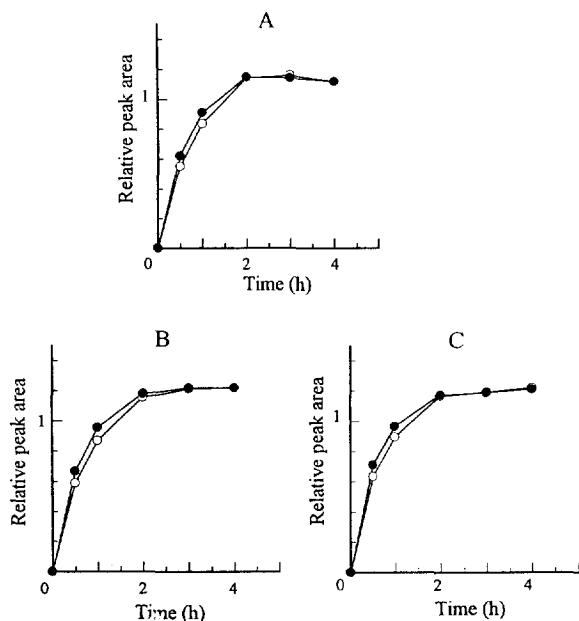 A
Relative peak area
1
0 2 4
Time (h)
B
Relative peak area
1
0 2 4
Time (h)
C
Relative peak area
1
0 2 4
Time (h)